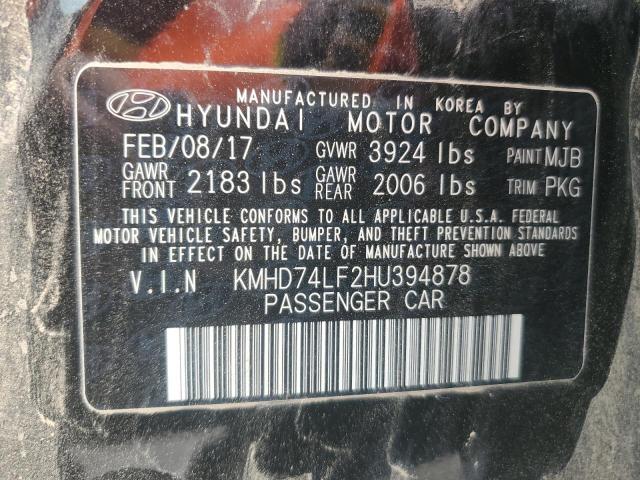 MANUFACTURED IN KOREA BY
HYUNDAI MOTOR COMPANY
FEB/08/17 GVWR 3924 lbs PAINT MJB
GAWR FRONT 2183 lbs GAWR REAR 2006 lbs TRIM PKG
THIS VEHICLE CONFORMS TO ALL APPLICABLE U.S.A. FEDERAL
MOTOR VEHICLE SAFETY, BUMPER, AND THEFT PREVENTION STANDARDS
IN EFFECT ON THE DATE OF MANUFACTURE SHOWN ABOVE
V.I.N KMHD74LF2HU394878
PASSENGER CAR